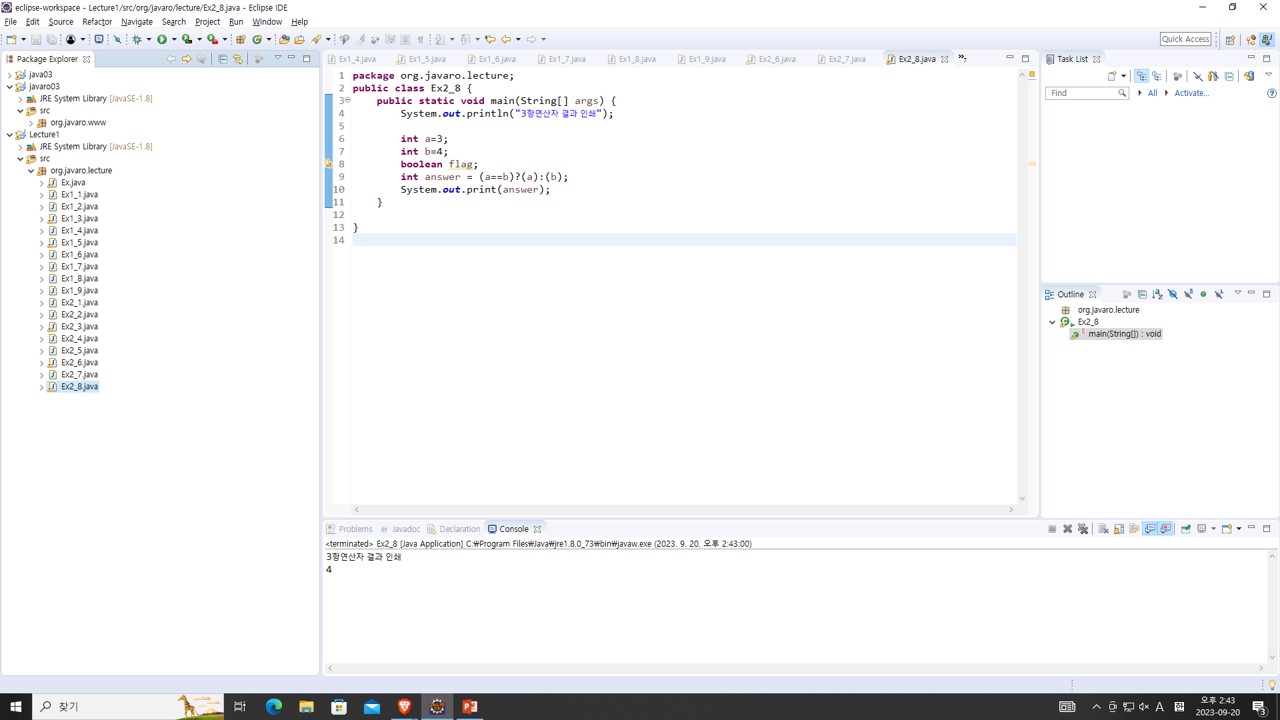 eclipse-workspace - Lecture1/src/org/javaro/lecture/Ex2_8.java - Eclipse IDE
File Edit Source Refactor Navigate Search Project Run Window Help
Quick Access
Package Explorer
java03
javaro03
JRE System Library [JavaSE-1.8]
src
org.javaro.www
Lecture1
JRE System Library [JavaSE-1.8]
src
org.javaro.lecture
Ex.java
Ex1_1.java
Ex1_2.java
Ex1_3.java
Ex1_4.java
Ex1_5.java
Ex1_6.java
Ex1_7.java
Ex1_8.java
Ex1_9.java
Ex2_1.java
Ex2_2.java
Ex2_3.java
Ex2_4.java
Ex2_5.java
Ex2_6.java
Ex2_7.java
Ex2_8.java
Ex1_4.java Ex1_5.java Ex1_6.java Ex1_7.java Ex1_8.java Ex1_9.java Ex2_6.java Ex2_7.java Ex2_8.java »7
1 package org.javaro.lecture;
2 public class Ex2_8 {
3 public static void main(String[] args) {
4 System.out.println("3항연산자 결과 인쇄");
5
6 int a=3;
7 int b=4;
8 boolean flag;
9 int answer = (a==b)?(a):(b);
10 System.out.print(answer);
11 }
12
13 }
14
Task List
Find All Activate...
Outline
org.javaro.lecture
Ex2_8
main(String[]) : void
Problems Javadoc Declaration Console
<terminated> Ex2_8 [Java Application] C:₩Program Files₩Java₩jre1.8.0_73₩bin₩javaw.exe (2023. 9. 20. 오후 2:43:00)
3항연산자 결과 인쇄
4
찾기
A
오후 2:43
2023-09-20
3